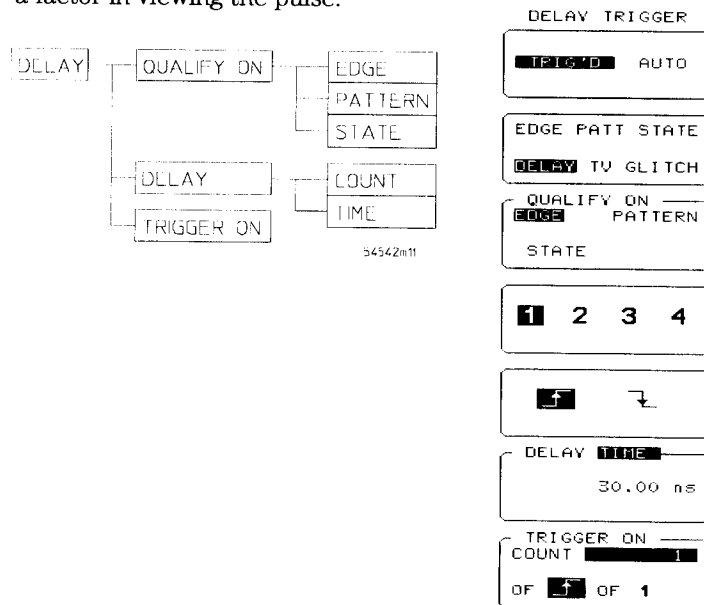 a factor in viewing the pulse.
DELAY
QUALIFY ON
EDGE
PATTERN
STATE
DELAY
COUNT
TIME
TRIGGER ON
54542m11
DELAY TRIGGER
TRIG'D AUTO
EDGE PATT STATE
DELAY TV GLITCH
QUALIFY ON
EDGE PATTERN
STATE
1 2 3 4
DELAY TIME
30.00 ns
TRIGGER ON
COUNT 1
OF OF 1